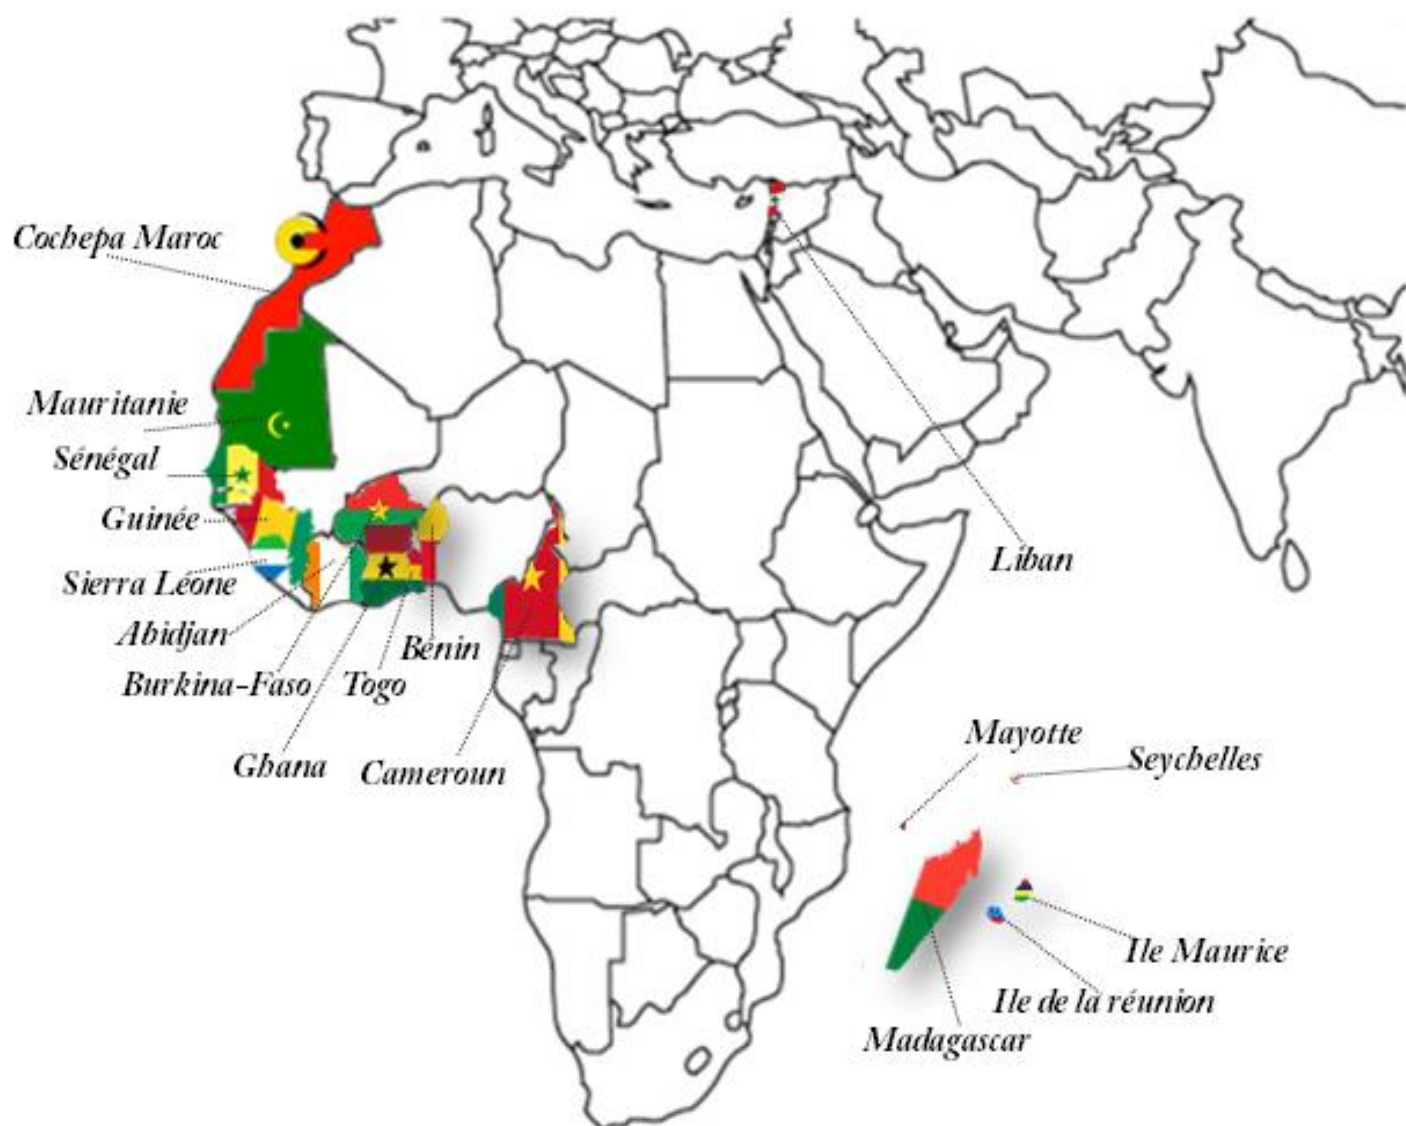 Cochepa Maroc
Mauritanie
Sénégal
Guinée
Sierra Léone
Abidjan
Burkina-Faso
Togo
Bénin
Ghana
Cameroun
Liban
Mayotte
Seychelles
Ile Maurice
Ile de la réunion
Madagascar